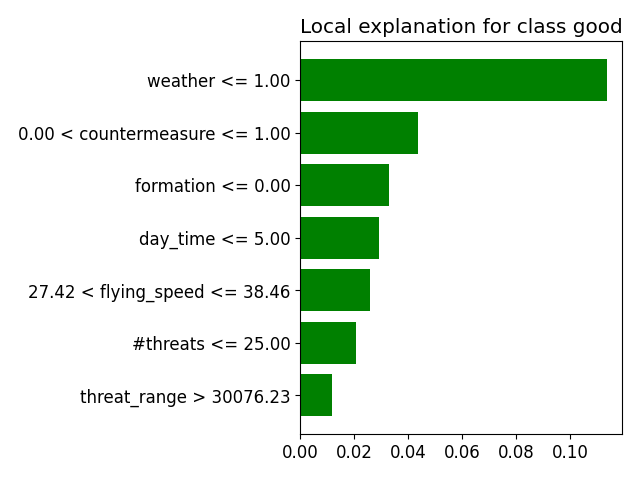 Local explanation for class good
weather <= 1.00
0.00 < countermeasure <= 1.00
formation <= 0.00
day_time <= 5.00
27.42 < flying_speed <= 38.46
#threats <= 25.00
threat_range > 30076.23
0.00 0.02 0.04 0.06 0.08 0.10